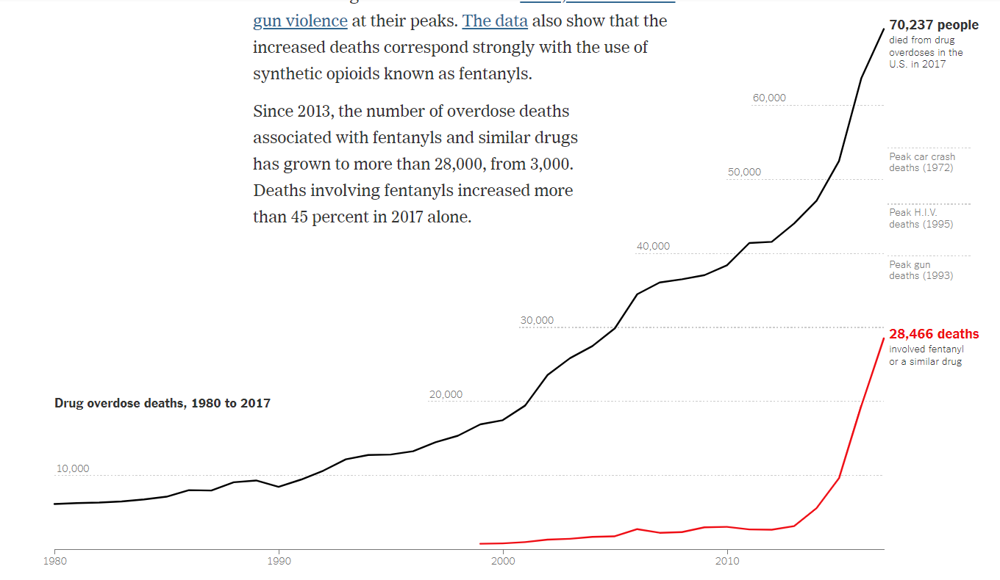 gun violence at their peaks. The data also show that the
increased deaths correspond strongly with the use of
synthetic opioids known as fentanyls.
Since 2013, the number of overdose deaths
associated with fentanyls and similar drugs
has grown to more than 28,000, from 3,000.
Deaths involving fentanyls increased more
than 45 percent in 2017 alone.
70,237 people
died from drug
overdoses in the
U.S. in 2017
60,000
Peak car crash
deaths (1972)
50,000
Peak H.I.V.
deaths (1995)
40,000
Peak gun
deaths (1993)
30,000
28,466 deaths
involved fentanyl
or a similar drug
20,000
Drug overdose deaths, 1980 to 2017
10,000
1980
1990
2000
2010